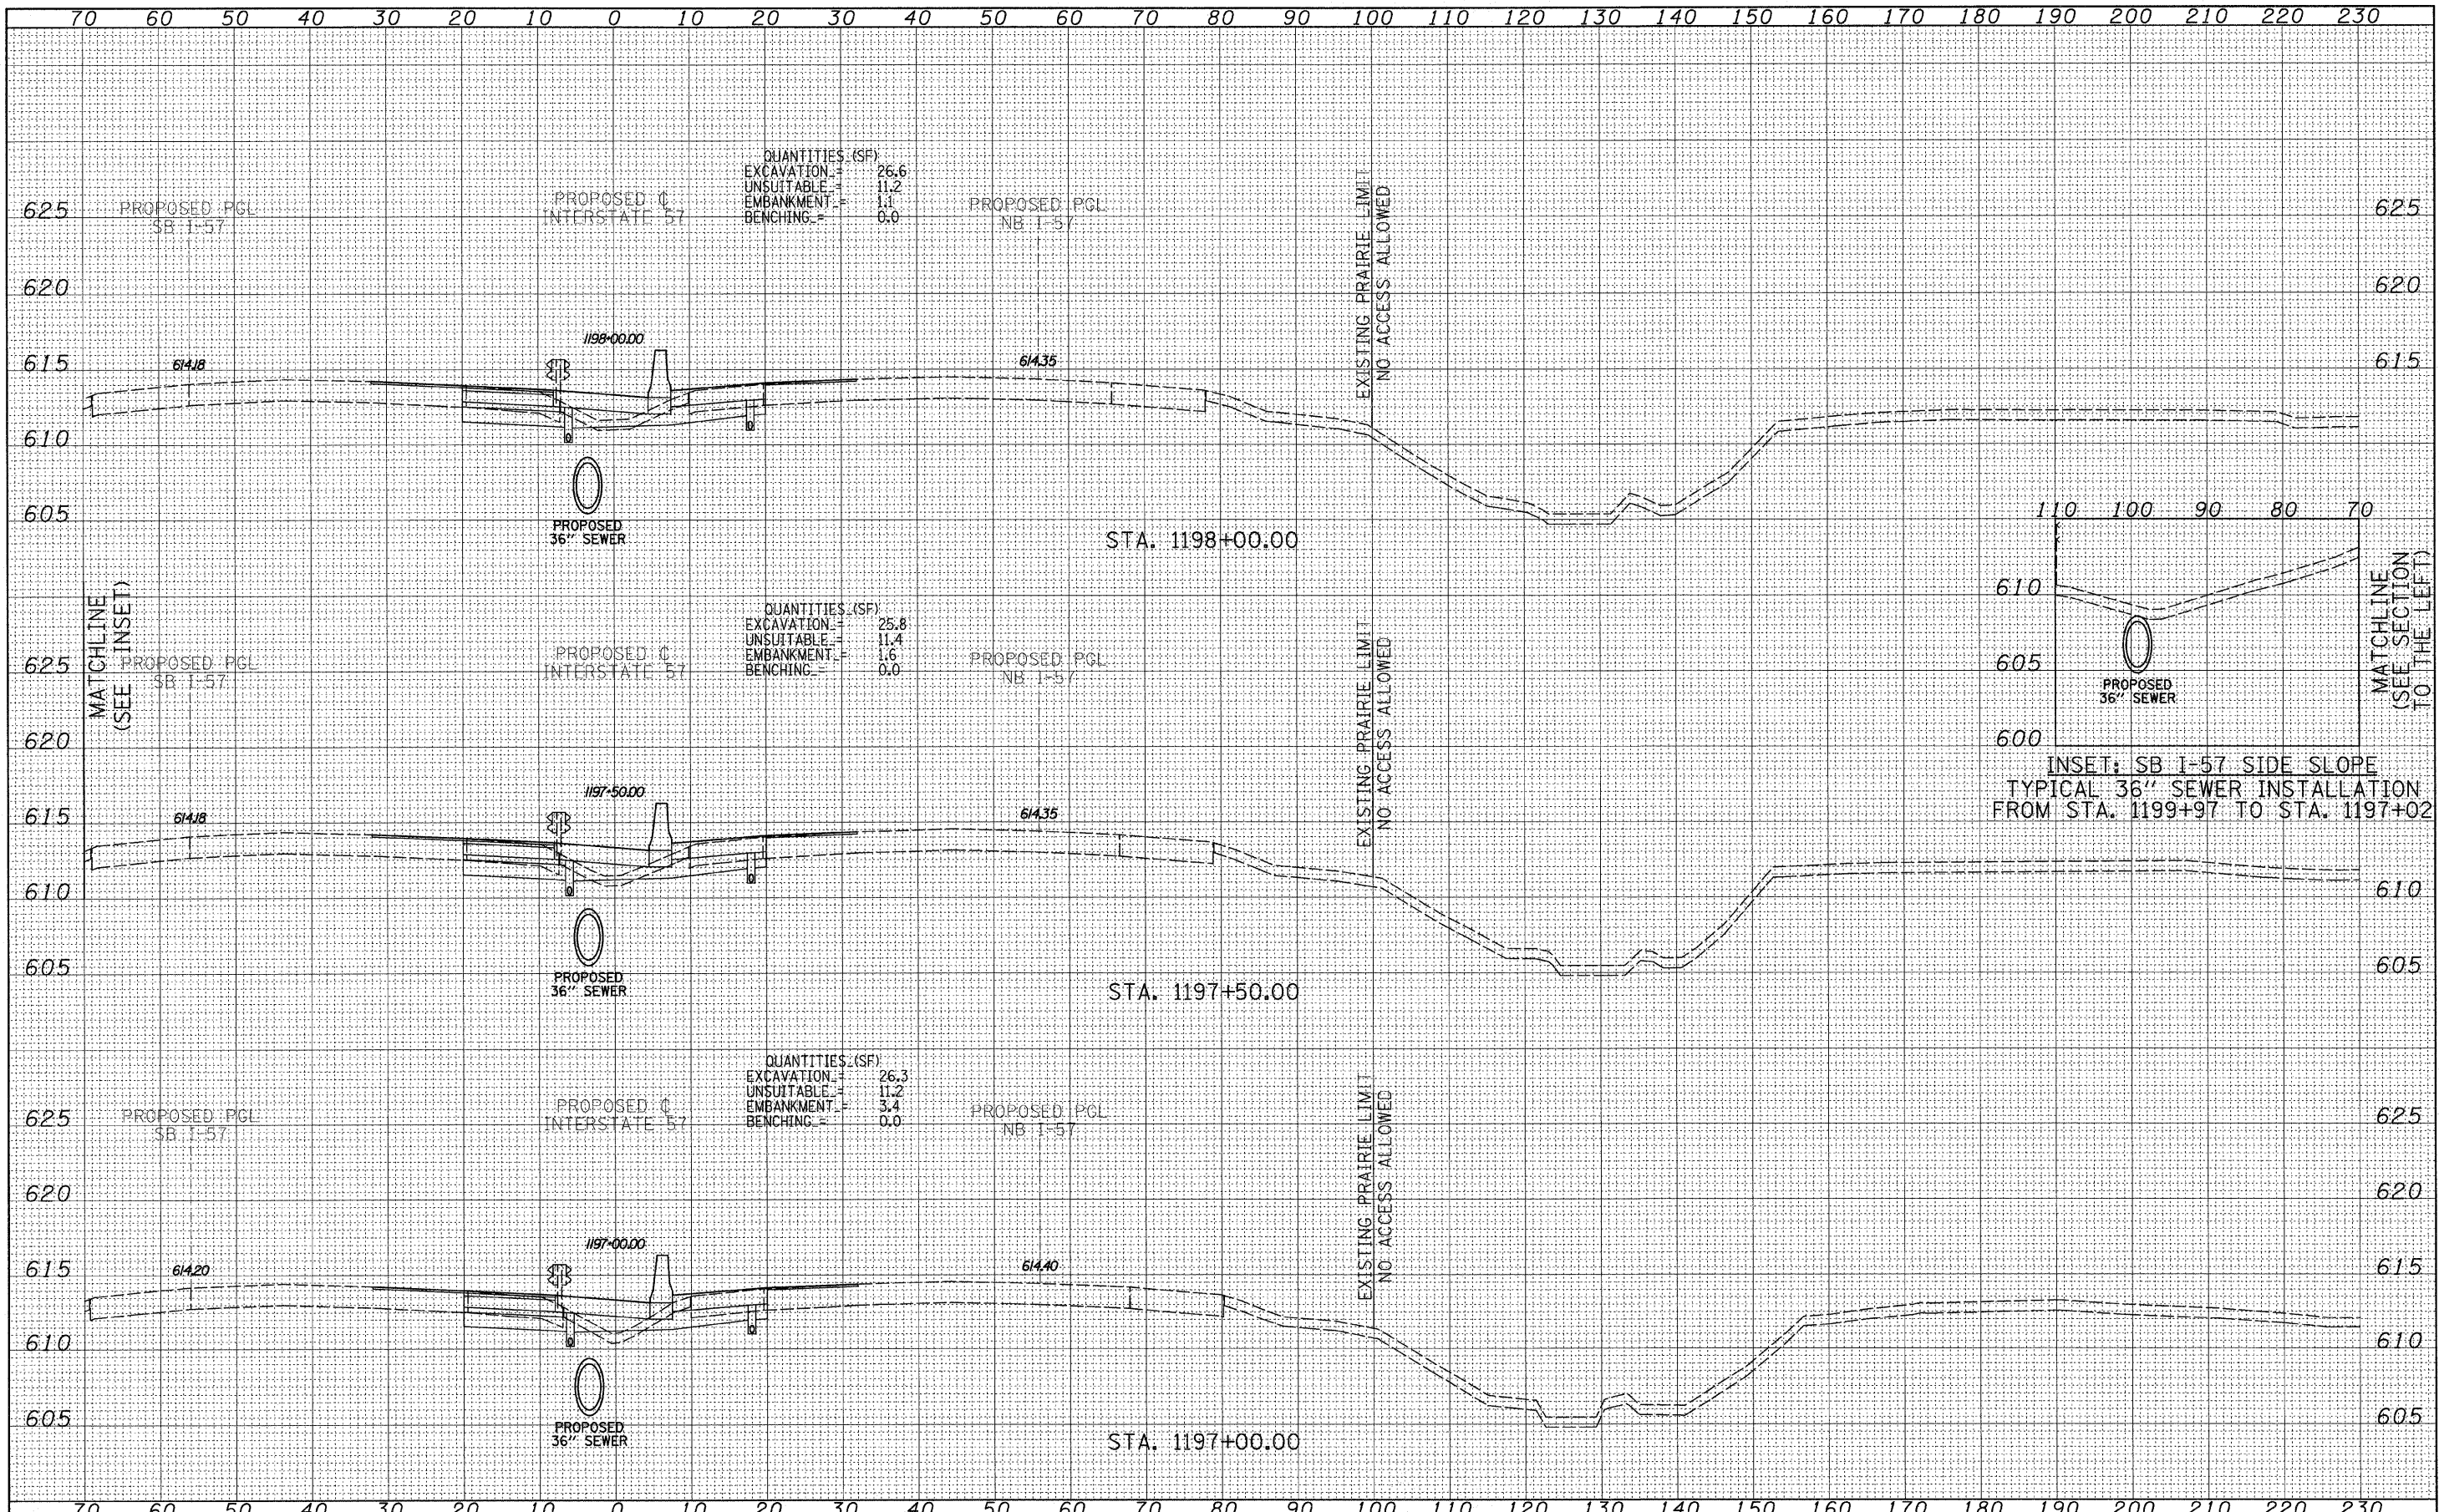 70 60 50 40 30 20 10 0 10 20 30 40 50 60 70 80 90 100 110 120 130 140 150 160 170 180 190 200 210 220 230
QUANTITIES (SF)
EXCAVATION = 26.6
UNSUITABLE = 11.2
EMBANKMENT = 1.1
BENCHING = 0.0
PROPOSED PGL
SB I-57
PROPOSED ℄
INTERSTATE 57
PROPOSED PGL
NB I-57
EXISTING PRAIRIE LIMIT
NO ACCESS ALLOWED
625 625
620 620
1198+00.00
615 614.18 614.35 615
610
605
PROPOSED
36" SEWER
STA. 1198+00.00
110 100 90 80 70
610
605
600
PROPOSED
36" SEWER
MATCHLINE
(SEE SECTION
TO THE LEFT)
INSET: SB I-57 SIDE SLOPE
TYPICAL 36" SEWER INSTALLATION
FROM STA. 1199+97 TO STA. 1197+02
MATCHLINE
(SEE INSET)
QUANTITIES (SF)
EXCAVATION = 25.8
UNSUITABLE = 11.4
EMBANKMENT = 1.6
BENCHING = 0.0
PROPOSED PGL
SB I-57
PROPOSED ℄
INTERSTATE 57
PROPOSED PGL
NB I-57
EXISTING PRAIRIE LIMIT
NO ACCESS ALLOWED
625
620
1197+50.00
615 614.18 614.35
610 610
605 605
PROPOSED
36" SEWER
STA. 1197+50.00
QUANTITIES (SF)
EXCAVATION = 26.3
UNSUITABLE = 11.2
EMBANKMENT = 3.4
BENCHING = 0.0
PROPOSED PGL
SB I-57
PROPOSED ℄
INTERSTATE 57
PROPOSED PGL
NB I-57
EXISTING PRAIRIE LIMIT
NO ACCESS ALLOWED
625 625
620 620
1197+00.00
615 614.20 614.40 615
610 610
605 605
PROPOSED
36" SEWER
STA. 1197+00.00
70 60 50 40 30 20 10 0 10 20 30 40 50 60 70 80 90 100 110 120 130 140 150 160 170 180 190 200 210 220 230